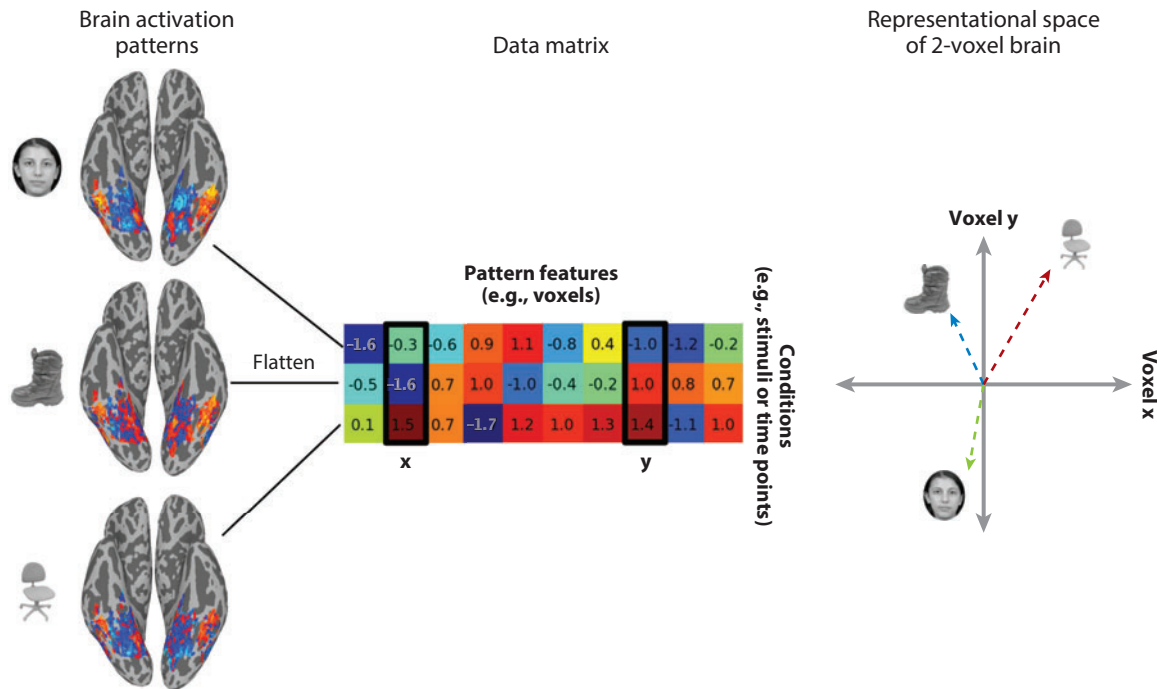 Brain activation
patterns
Data matrix
Representational space
of 2-voxel brain
Pattern features
(e.g., voxels)
Flatten
–1.6 -0.3 -0.6 0.9 1.1 -0.8 0.4 -1.0 -1.2 -0.2
-0.5 –1.6 0.7 1.0 -1.0 -0.4 -0.2 1.0 0.8 0.7
0.1 1.5 0.7 –1.7 1.2 1.0 1.3 1.4 -1.1 1.0
x y
Conditions
(e.g., stimuli or time points)
Voxel y
Voxel x